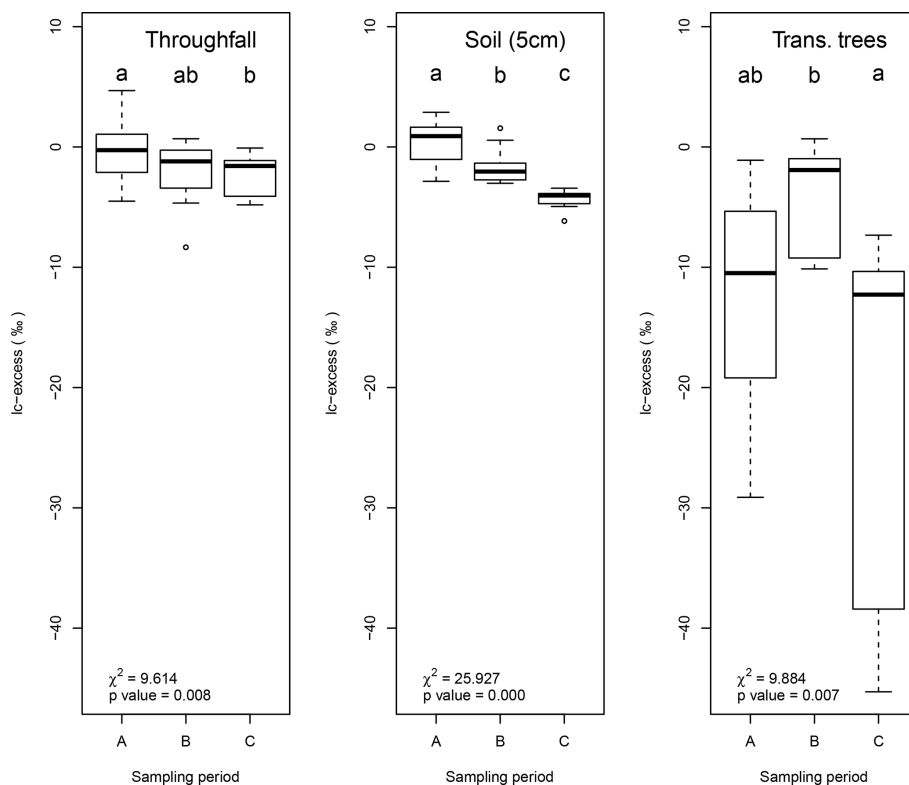 Throughfall
a ab b
lc−excess ( ‰ )
10
0
−10
−20
−30
−40
χ2 = 9.614
p value = 0.008
A B C
Sampling period
Soil (5cm)
a b c
lc−excess ( ‰ )
10
0
−10
−20
−30
−40
χ2 = 25.927
p value = 0.000
A B C
Sampling period
Trans. trees
ab b a
lc−excess ( ‰ )
10
0
−10
−20
−30
−40
χ2 = 9.884
p value = 0.007
A B C
Sampling period